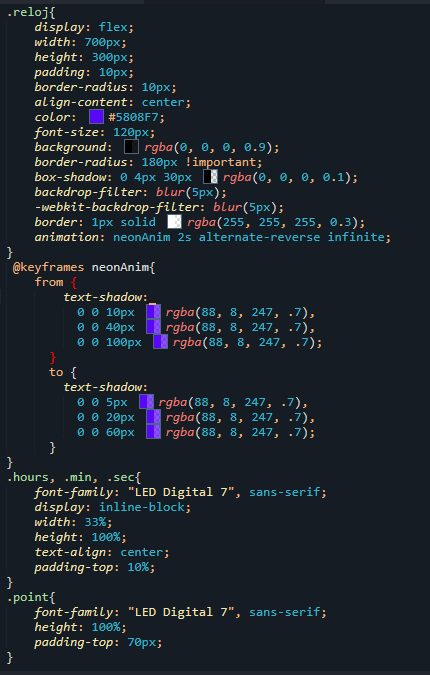 .reloj{
    display: flex;
    width: 700px;
    height: 300px;
    padding: 10px;
    border-radius: 10px;
    align-content: center;
    color: #5808F7;
    font-size: 120px;
    background: rgba(0, 0, 0, 0.9);
    border-radius: 180px !important;
    box-shadow: 0 4px 30px rgba(0, 0, 0, 0.1);
    backdrop-filter: blur(5px);
    -webkit-backdrop-filter: blur(5px);
    border: 1px solid rgba(255, 255, 255, 0.3);
    animation: neonAnim 2s alternate-reverse infinite;
}
 @keyframes neonAnim{
    from {
        text-shadow:
          0 0 10px rgba(88, 8, 247, .7),
          0 0 40px rgba(88, 8, 247, .7),
          0 0 100px rgba(88, 8, 247, .7);
      }
      to {
        text-shadow:
          0 0 5px rgba(88, 8, 247, .7),
          0 0 20px rgba(88, 8, 247, .7),
          0 0 60px rgba(88, 8, 247, .7);
      }
}
.hours, .min, .sec{
    font-family: "LED Digital 7", sans-serif;
    display: inline-block;
    width: 33%;
    height: 100%;
    text-align: center;
    padding-top: 10%;
}
.point{
    font-family: "LED Digital 7", sans-serif;
    height: 100%;
    padding-top: 70px;
}